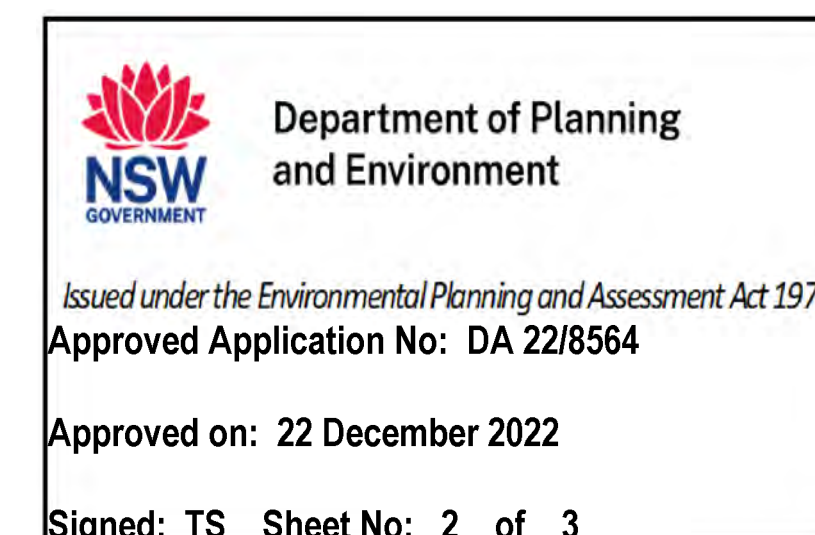 Department of Planning
and Environment
NSW
GOVERNMENT
Issued under the Environmental Planning and Assessment Act 197
Approved Application No: DA 22/8564
Approved on: 22 December 2022
Signed: TS Sheet No: 2 of 3